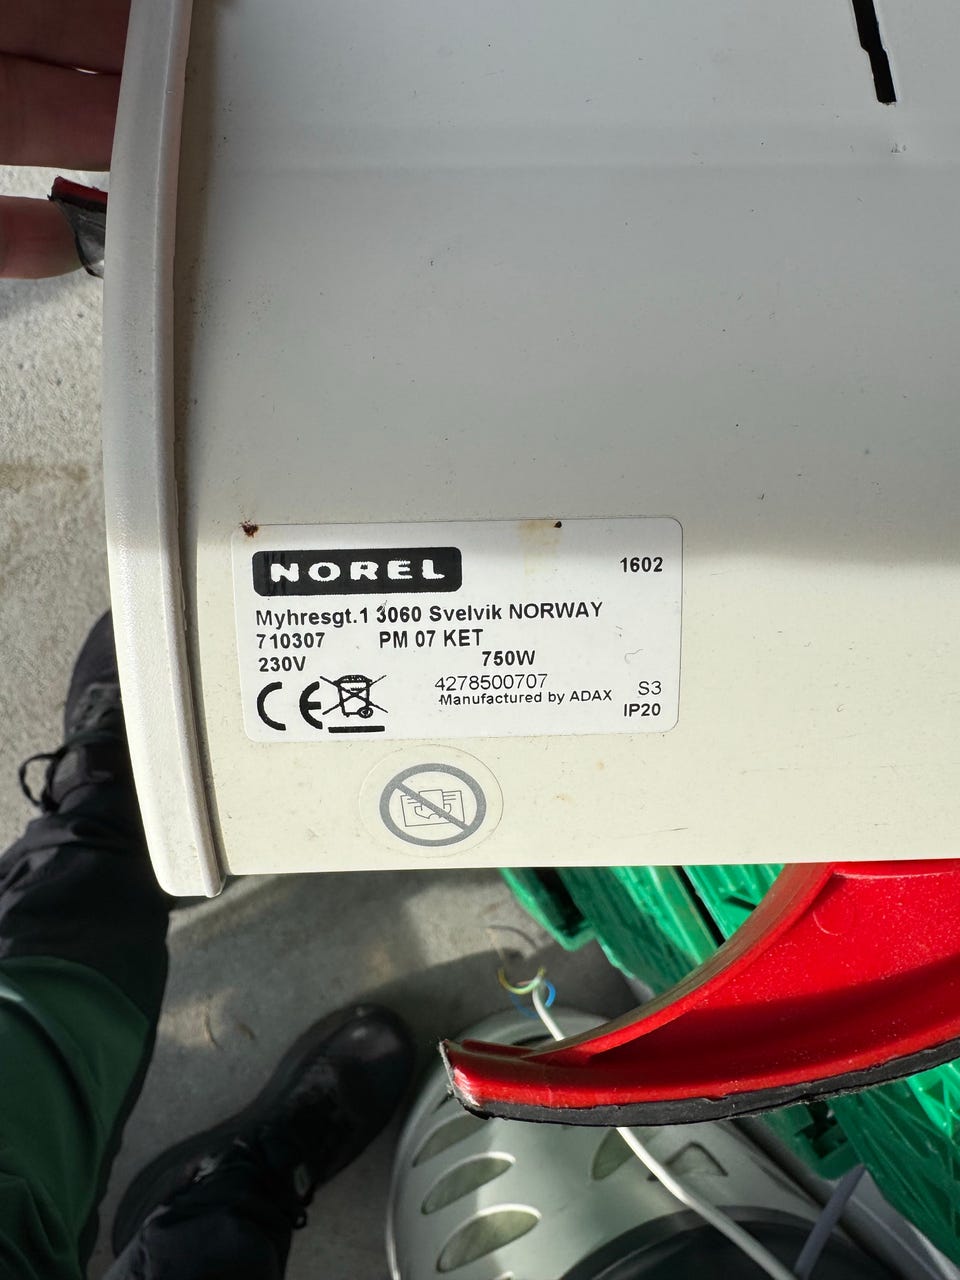 NOREL
1602
Myhresgt.1 3060 Svelvik NORWAY
710307 PM 07 KET
230V 750W
4278500707 S3
Manufactured by ADAX
IP20